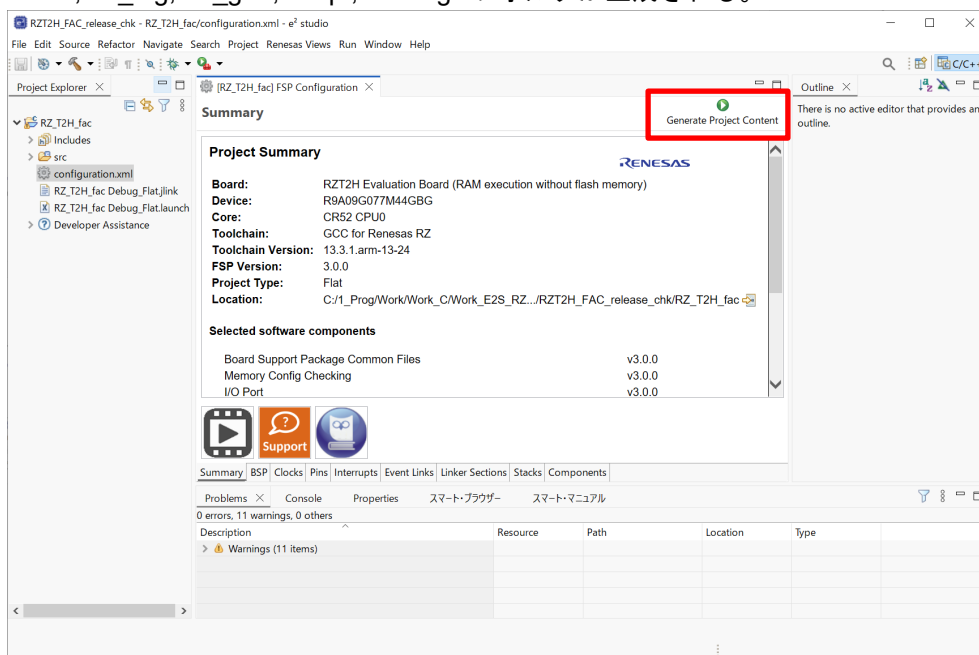 RZT2H_FAC_release_chk - RZ_T2H_fac/configuration.xml - e² studio
File Edit Source Refactor Navigate Search Project Renesas Views Run Window Help
C/C++
Project Explorer
[RZ_T2H_fac] FSP Configuration
Outline
RZ_T2H_fac
Includes
src
configuration.xml
RZ_T2H_fac Debug_Flat.jlink
RZ_T2H_fac Debug_Flat.launch
Developer Assistance
Summary
Generate Project Content
There is no active editor that provides an
outline.
Project Summary
RENESAS
Board: RZT2H Evaluation Board (RAM execution without flash memory)
Device: R9A09G077M44GBG
Core: CR52 CPU0
Toolchain: GCC for Renesas RZ
Toolchain Version: 13.3.1.arm-13-24
FSP Version: 3.0.0
Project Type: Flat
Location: C:/1_Prog/Work/Work_C/Work_E2S_RZ.../RZT2H_FAC_release_chk/RZ_T2H_fac
Selected software components
Board Support Package Common Files v3.0.0
Memory Config Checking v3.0.0
I/O Port v3.0.0
Support
Summary BSP Clocks Pins Interrupts Event Links Linker Sections Stacks Components
Problems Console Properties スマート・ブラウザー スマート・マニュアル
0 errors, 11 warnings, 0 others
Description Resource Path Location Type
Warnings (11 items)